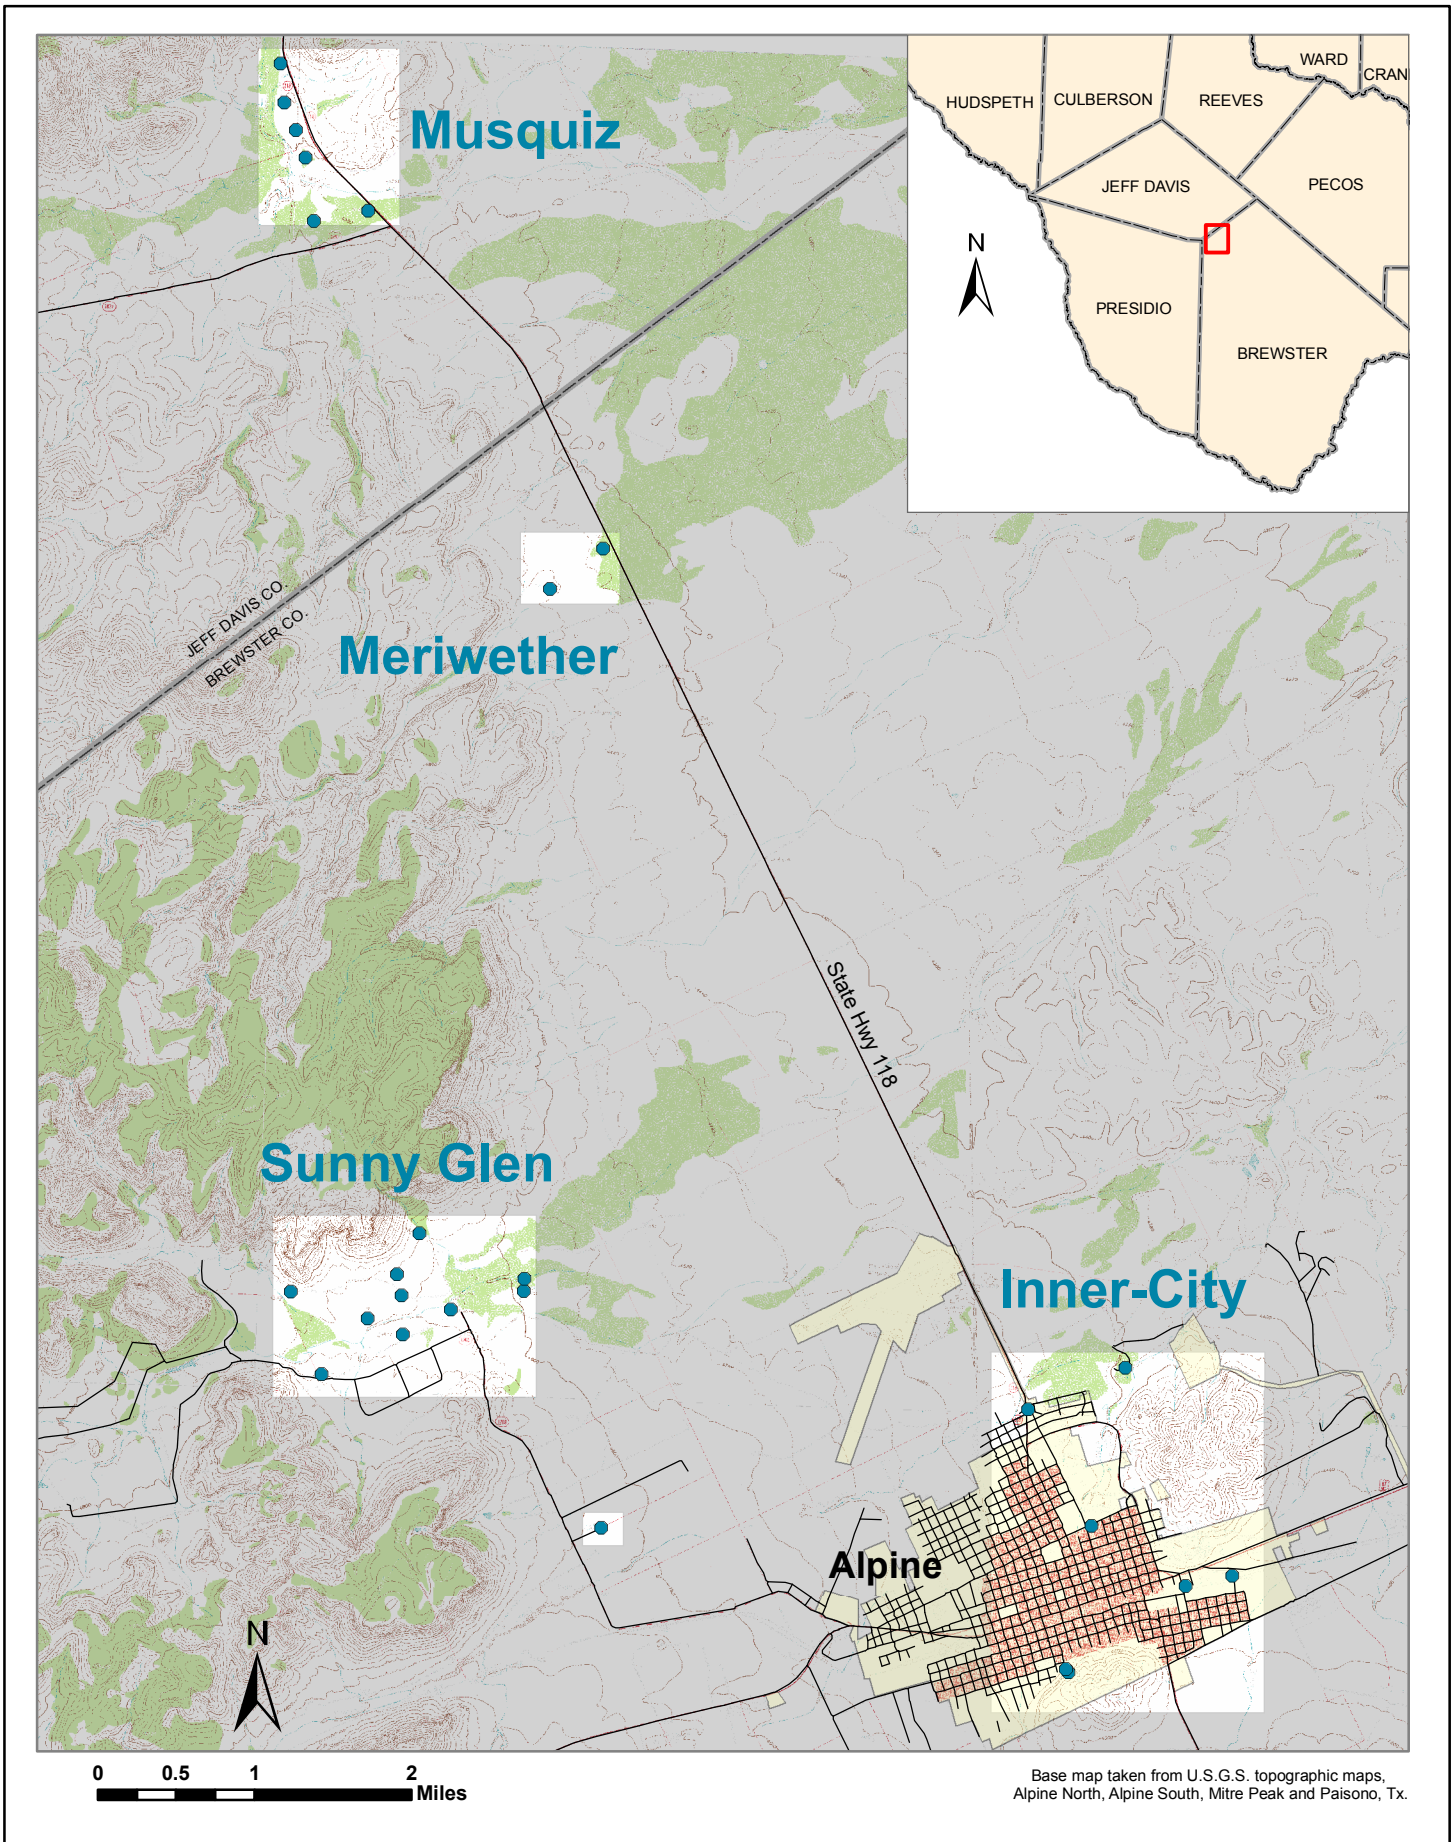 WARD
CRAN
HUDSPETH
CULBERSON
REEVES
Musquiz
JEFF DAVIS
PECOS
N
PRESIDIO
BREWSTER
JEFF DAVIS CO.
BREWSTER CO.
Meriwether
State Hwy 118
Sunny Glen
Inner-City
Alpine
N
0 0.5 1 2
Miles
Base map taken from U.S.G.S. topographic maps,
Alpine North, Alpine South, Mitre Peak and Paisono, Tx.